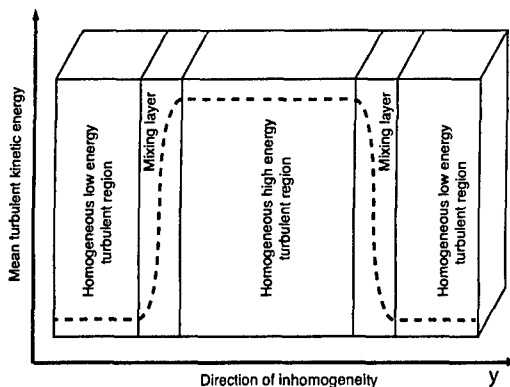 Mean turbulent kinetic energy
Homogeneous low energy
turbulent region
Mixing layer
Homogeneous high energy
turbulent region
Mixing layer
Homogeneous low energy
turbulent region
Direction of inhomogeneity
y